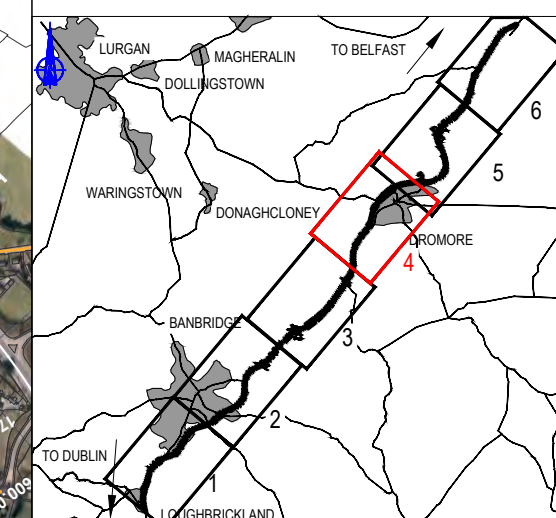 LURGAN
MAGHERALIN
TO BELFAST
DOLLINGSTOWN
6
5
WARINGSTOWN
DONAGHCLONEY
DROMORE
4
BANBRIDGE
3
2
TO DUBLIN
1
LOUGHBRICKLAND